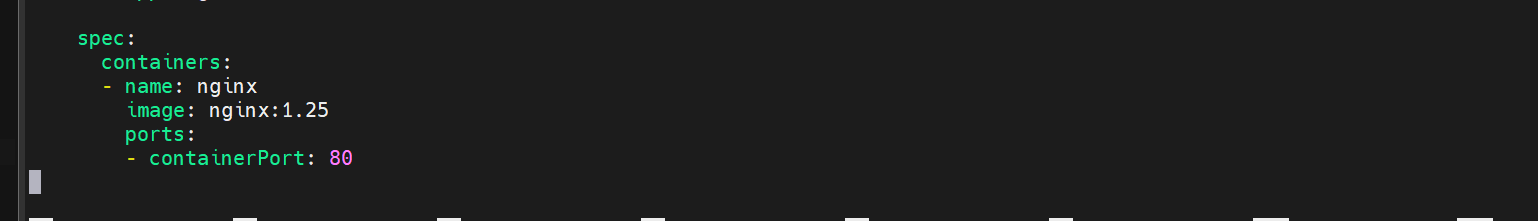 spec:
containers:
- name: nginx
image: nginx:1.25
ports:
- containerPort: 80